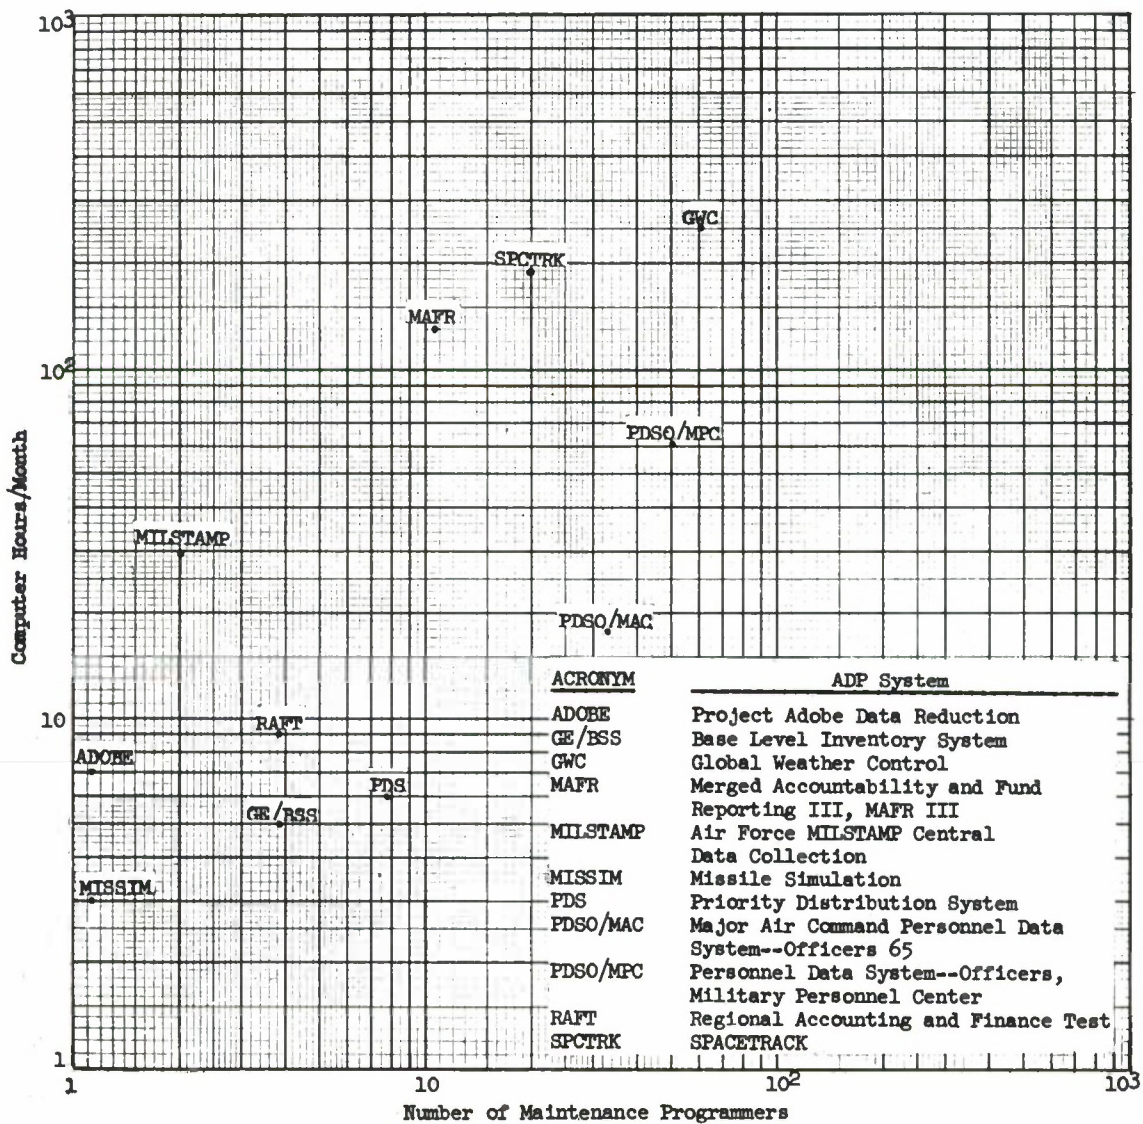 10³
GWC
SPCTRK
MAFR
10²
PDSO/MPC
Computer Hours/Month
MILSTAMP
PDSO/MAC
ACRONYM ADP System
10
RAFT
ADOBE Project Adobe Data Reduction
GE/BSS Base Level Inventory System
ADOBE
GWC Global Weather Control
PDS
MAFR Merged Accountability and Fund
Reporting III, MAFR III
GE/BSS
MILSTAMP Air Force MILSTAMP Central
Data Collection
MISSIM
MISSIM Missile Simulation
PDS Priority Distribution System
PDSO/MAC Major Air Command Personnel Data
System--Officers 65
PDSO/MPC Personnel Data System--Officers,
Military Personnel Center
RAFT Regional Accounting and Finance Test
SPCTRK SPACETRACK
1
1 10 10² 10³
Number of Maintenance Programmers